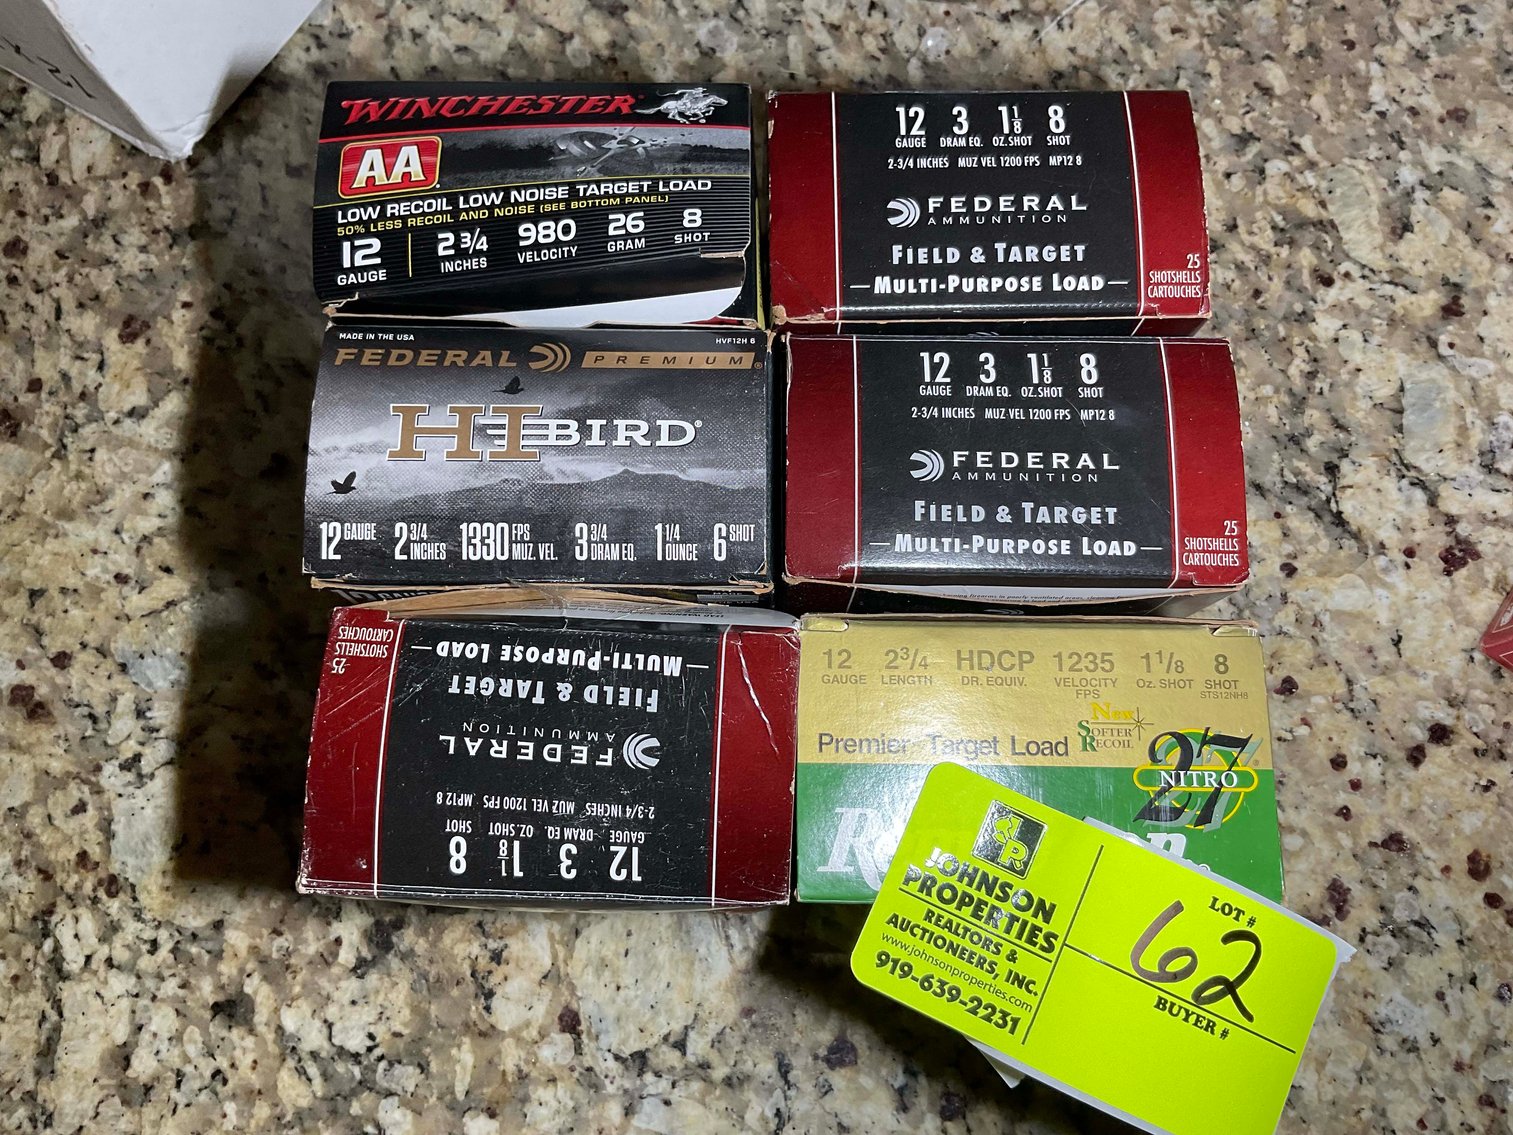 WINCHESTER
AA
LOW RECOIL LOW NOISE TARGET LOAD
50% LESS RECOIL AND NOISE (SEE BOTTOM PANEL)
12 2 3/4 980 26 8
GAUGE INCHES VELOCITY GRAM SHOT
12 3 1 1/8 8
GAUGE DRAM EQ. OZ. SHOT SHOT
2-3/4 INCHES MUZ VEL 1200 FPS MP12 8
FEDERAL
AMMUNITION
FIELD & TARGET
MULTI-PURPOSE LOAD
25
SHOTSHELLS
CARTOUCHES
MADE IN THE USA HVF12H 6
FEDERAL PREMIUM
HI BIRD
12 GAUGE 2 3/4 INCHES 1330 FPS MUZ. VEL. 3 3/4 DRAM EQ. 1 1/4 OUNCE 6 SHOT
12 3 1 1/8 8
GAUGE DRAM EQ. OZ. SHOT SHOT
2-3/4 INCHES MUZ VEL 1200 FPS MP12 8
FEDERAL
AMMUNITION
FIELD & TARGET
MULTI-PURPOSE LOAD
25
SHOTSHELLS
CARTOUCHES
12 3 1 1/8 8
GAUGE DRAM EQ. OZ. SHOT SHOT
2-3/4 INCHES MUZ VEL 1200 FPS MP12 8
FEDERAL
AMMUNITION
FIELD & TARGET
MULTI-PURPOSE LOAD
25
SHOTSHELLS
CARTOUCHES
12 2 3/4 HDCP 1235 1 1/8 8
GAUGE LENGTH DR. EQUIV. VELOCITY FPS Oz. SHOT SHOT
STS12NH8
New
SOFTER
RECOIL
Premier Target Load
NITRO 27
JOHNSON
PROPERTIES
REALTORS &
AUCTIONEERS, INC.
www.johnsonproperties.com
919-639-2231
LOT #
62
BUYER #